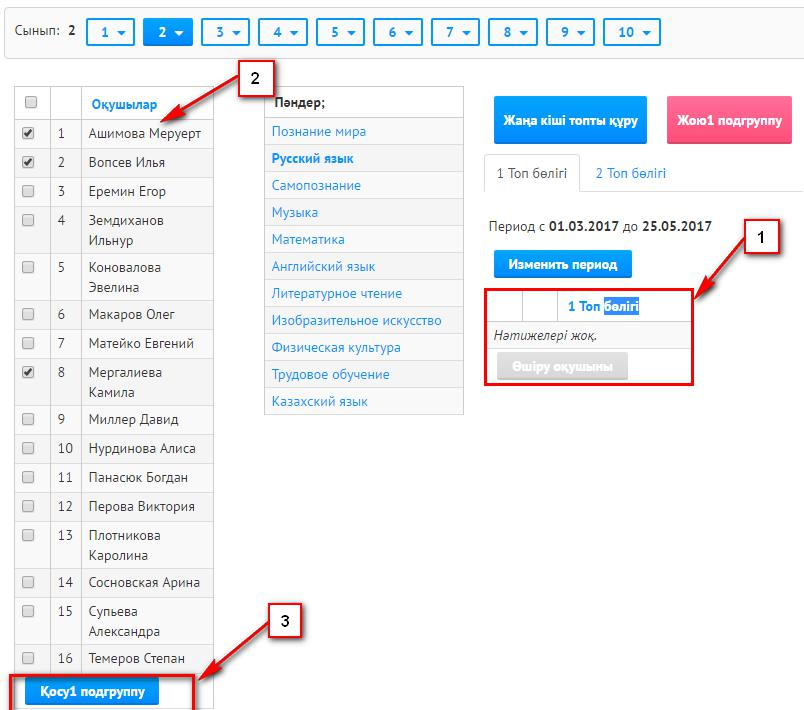 Сынып: 2 1 2 3 4 5 6 7 8 9 10
2
Оқушылар
1 Ашимова Меруерт
2 Вопсев Илья
3 Еремин Егор
4 Земдиханов
Ильнур
5 Коновалова
Эвелина
6 Макаров Олег
7 Матейко Евгений
8 Мергалиева
Камила
9 Миллер Давид
10 Нурдинова Алиса
11 Панасюк Богдан
12 Перова Виктория
13 Плотникова
Каролина
14 Сосновская Арина
15 Супьева
Александра
16 Темеров Степан
Қосу1 подгруппу
3
Пәндер;
Познание мира
Русский язык
Самопознание
Музыка
Математика
Английский язык
Литературное чтение
Изобразительное искусство
Физическая культура
Трудовое обучение
Казахский язык
Жаңа кіші топты құру
Жою1 подгруппу
1 Топ бөлігі 2 Топ бөлігі
Период с 01.03.2017 до 25.05.2017
1
Изменить период
1 Топ бөлігі
Нәтижелері жоқ.
Өшіру оқушыны